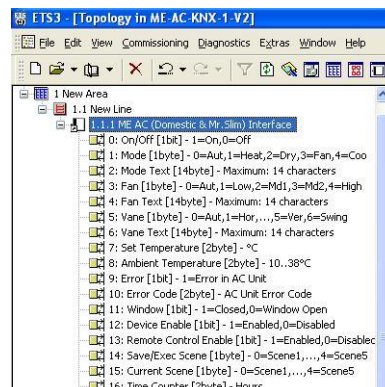 ETS3 - [Topology in ME-AC-KNX-1-V2]
File Edit View Commissioning Diagnostics Extras Window Help
1 New Area
1.1 New Line
1.1.1 ME AC (Domestic & Mr.Slim) Interface
0: On/Off [1bit] - 1=On,0=Off
1: Mode [1byte] - 0=Aut,1=Heat,2=Dry,3=Fan,4=Coo
2: Mode Text [14byte] - Maximum: 14 characters
3: Fan [1byte] - 0=Aut,1=Low,2=Md1,3=Md2,4=High
4: Fan Text [14byte] - Maximum: 14 characters
5: Vane [1byte] - 0=Aut,1=Hor,...,5=Ver,6=Swing
6: Vane Text [14byte] - Maximum: 14 characters
7: Set Temperature [2byte] - °C
8: Ambient Temperature [2byte] - 10..38°C
9: Error [1bit] - 1=Error in AC Unit
10: Error Code [2byte] - AC Unit Error Code
11: Window [1bit] - 1=Closed,0=Window Open
12: Device Enable [1bit] - 1=Enabled,0=Disabled
13: Remote Control Enable [1bit] - 1=Enabled,0=Disablec
14: Save/Exec Scene [1byte] - 0=Scene1,...,4=Scene5
15: Current Scene [1byte] - 0=Scene1,...,4=Scene5
16: Time Counter [2byte] - Hours